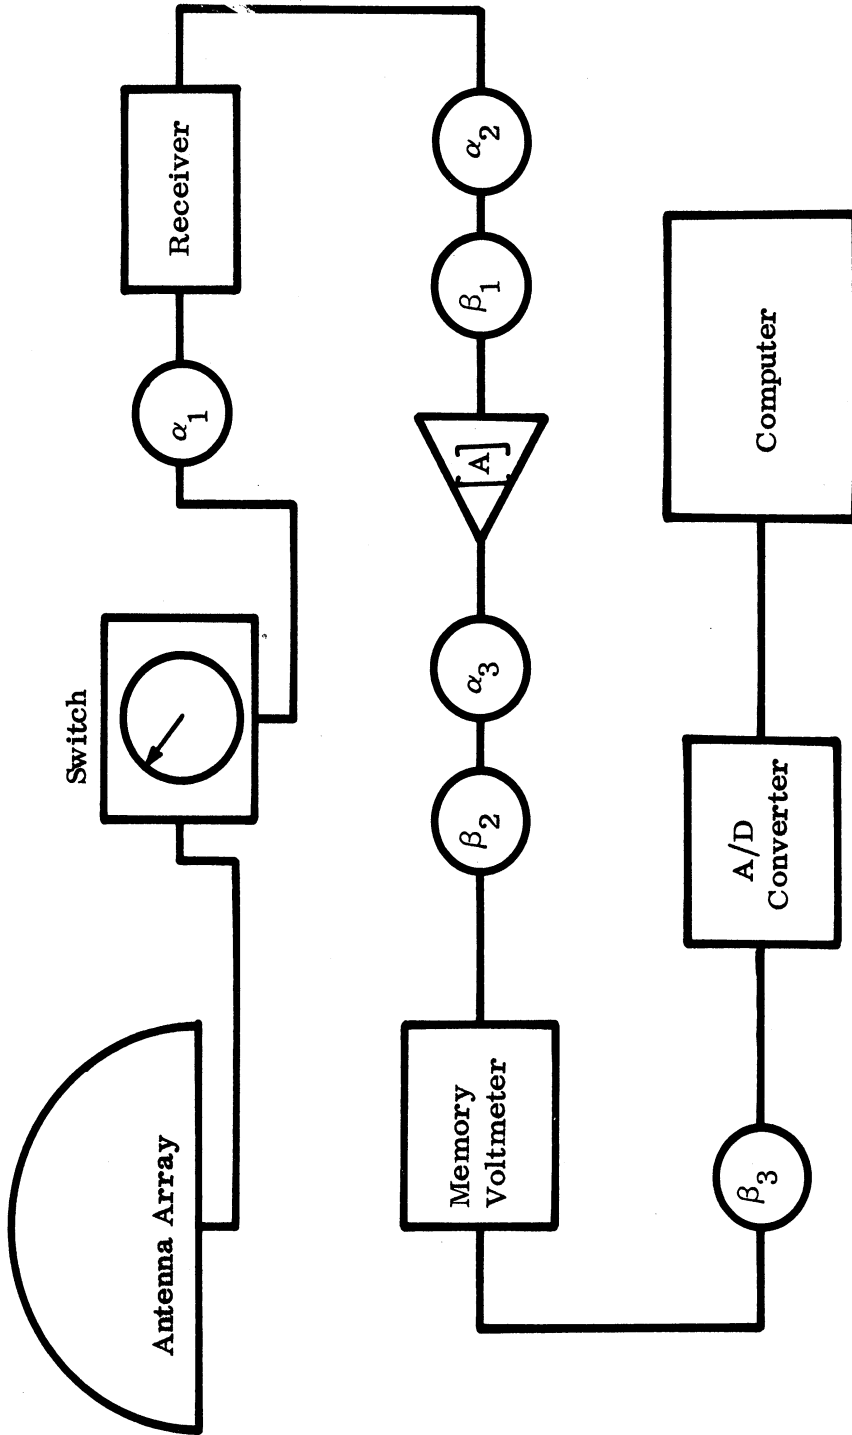 Antenna Array
Switch
α₁
Receiver
α₂
β₁
[A]
α₃
β₂
Memory
Voltmeter
β₃
A/D
Converter
Computer